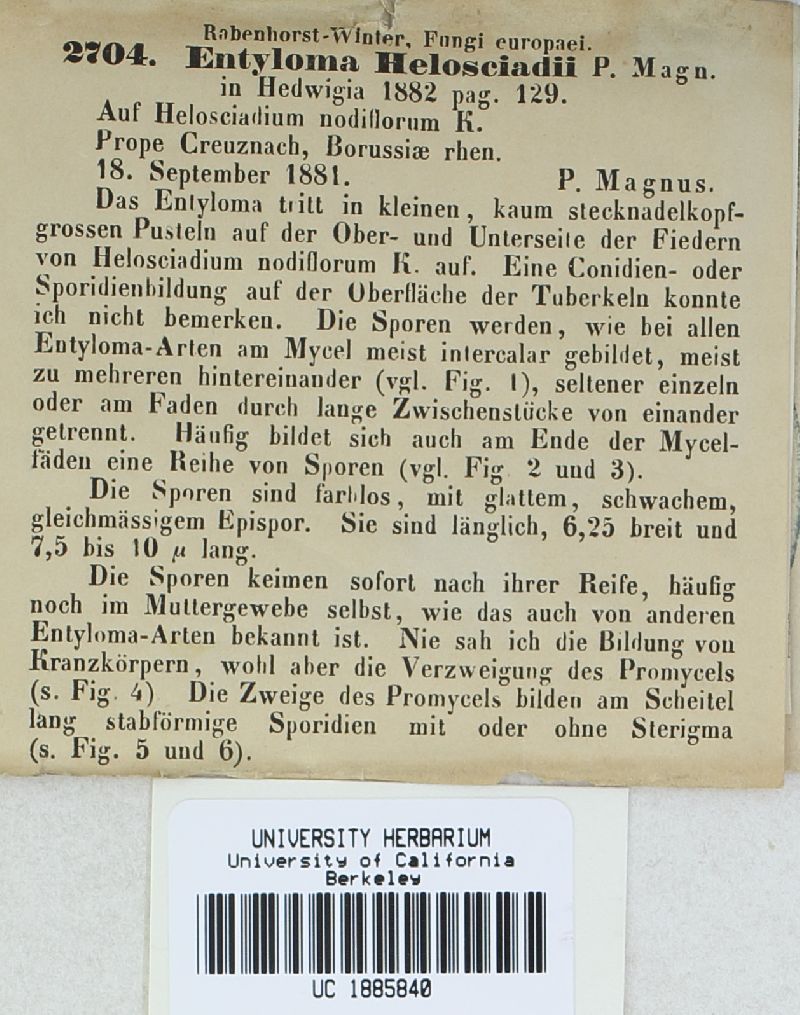 Rabenhorst-Winter, Fungi europaei.
2704. Entyloma Helosciadii P. Magn.
in Hedwigia 1882 pag. 129.
Auf Helosciadium nodiflorum K.
Prope Creuznach, Borussiæ rhen.
18. September 1881. P. Magnus.
Das Entyloma tritt in kleinen, kaum stecknadelkopf-
grossen Pusteln auf der Ober- und Unterseite der Fiedern
von Helosciadium nodiflorum K. auf. Eine Conidien- oder
Sporidienbildung auf der Oberfläche der Tuberkeln konnte
ich nicht bemerken. Die Sporen werden, wie bei allen
Entyloma-Arten am Mycel meist intercalar gebildet, meist
zu mehreren hintereinander (vgl. Fig. 1), seltener einzeln
oder am Faden durch lange Zwischenstücke von einander
getrennt. Häufig bildet sich auch am Ende der Mycel-
fäden eine Reihe von Sporen (vgl. Fig 2 und 3).
Die Sporen sind farblos, mit glattem, schwachem,
gleichmässigem Epispor. Sie sind länglich, 6,25 breit und
7,5 bis 10 µ lang.
Die Sporen keimen sofort nach ihrer Reife, häufig
noch im Muttergewebe selbst, wie das auch von anderen
Entyloma-Arten bekannt ist. Nie sah ich die Bildung von
Kranzkörpern, wohl aber die Verzweigung des Promycels
(s. Fig. 4) Die Zweige des Promycels bilden am Scheitel
lang stabförmige Sporidien mit oder ohne Sterigma
(s. Fig. 5 und 6).
UNIVERSITY HERBARIUM
University of California
Berkeley
UC 1885840